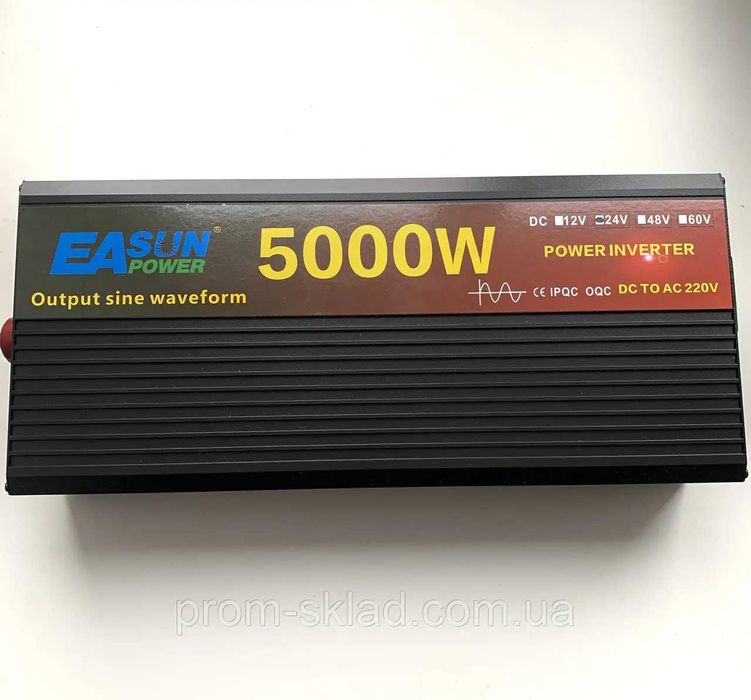 EASUN POWER®
5000W
Output sine waveform
DC 12V 24V 48V 60V
POWER INVERTER
CE IPQC OQC DC TO AC 220V
prom-sklad.com.ua